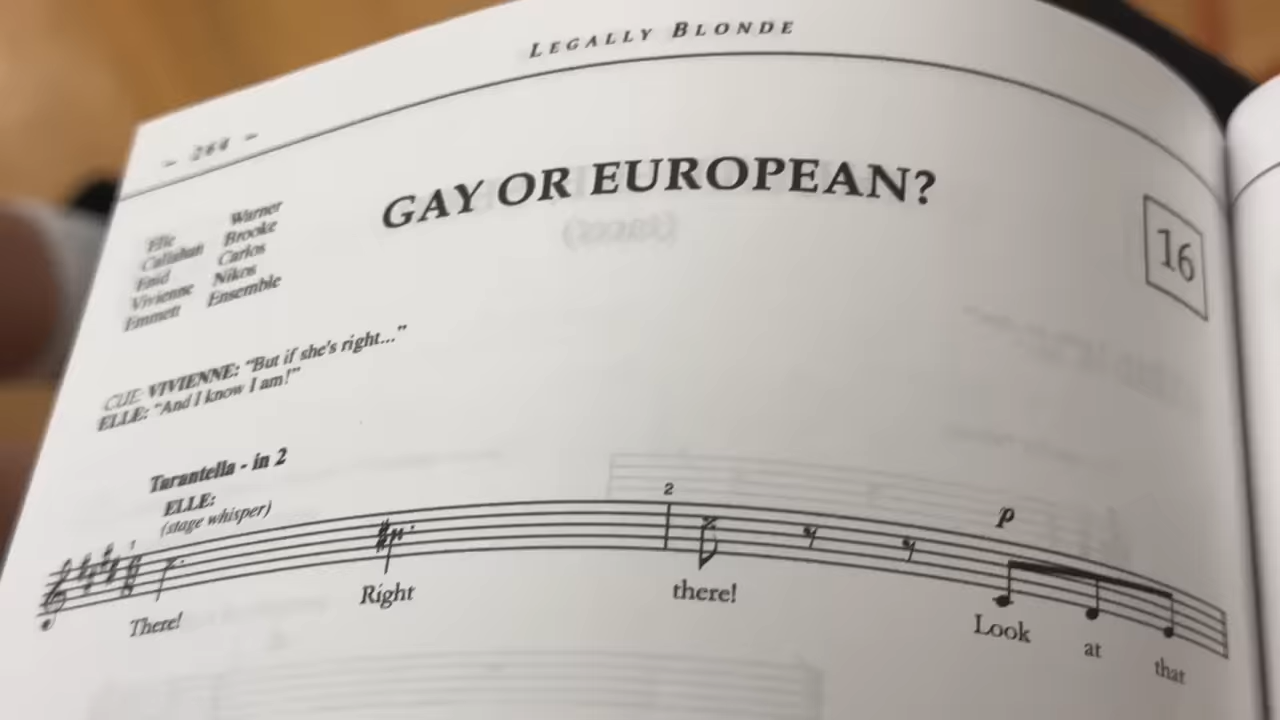 LEGALLY BLONDE
- 264 -
GAY OR EUROPEAN?
16
Elle Warner
Callahan Brooke
Enid Carlos
Vivienne Nikos
Emmett Ensemble
CUE: VIVIENNE: "But if she's right..."
ELLE: "And I know I am!"
Tarantella - in 2
ELLE:
(stage whisper)
1 2 p
There! Right there! Look at that